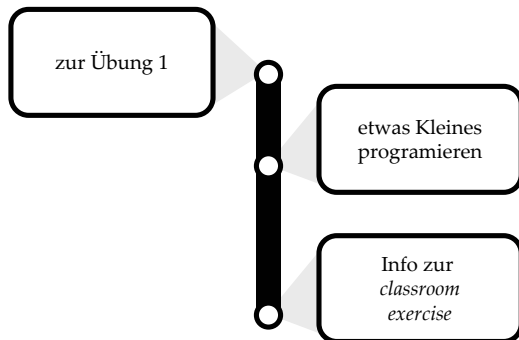 zur Übung 1
etwas Kleines
programieren
Info zur
classroom
exercise